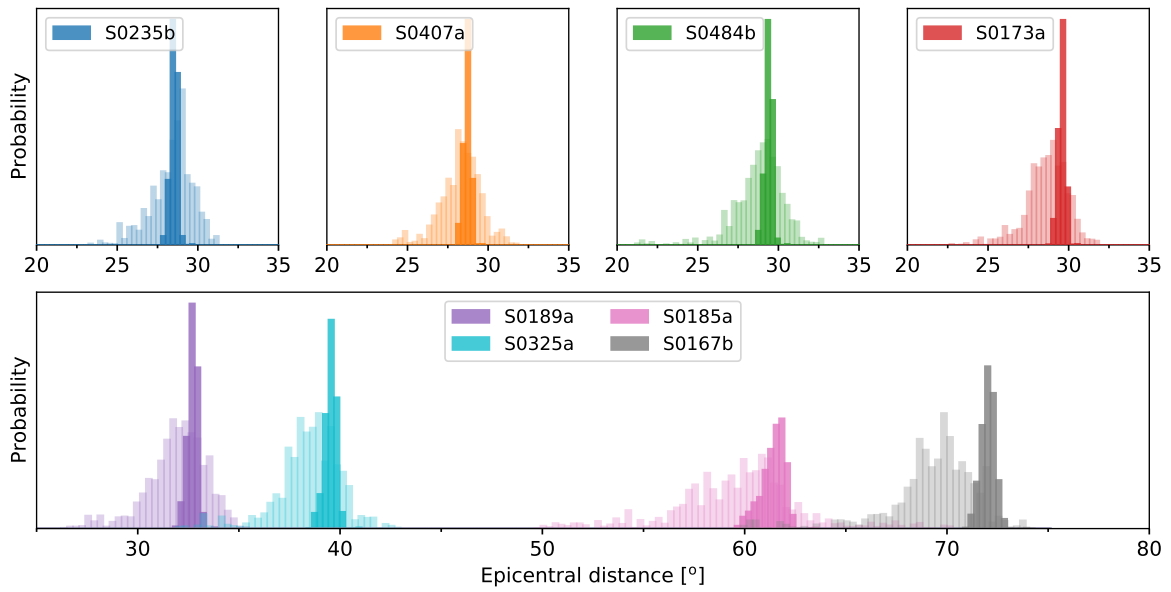 S0235b
S0407a
S0484b
S0173a
Probability
20 25 30 35
20 25 30 35
20 25 30 35
20 25 30 35
S0189a S0185a
S0325a S0167b
Probability
30 40 50 60 70 80
Epicentral distance [º]